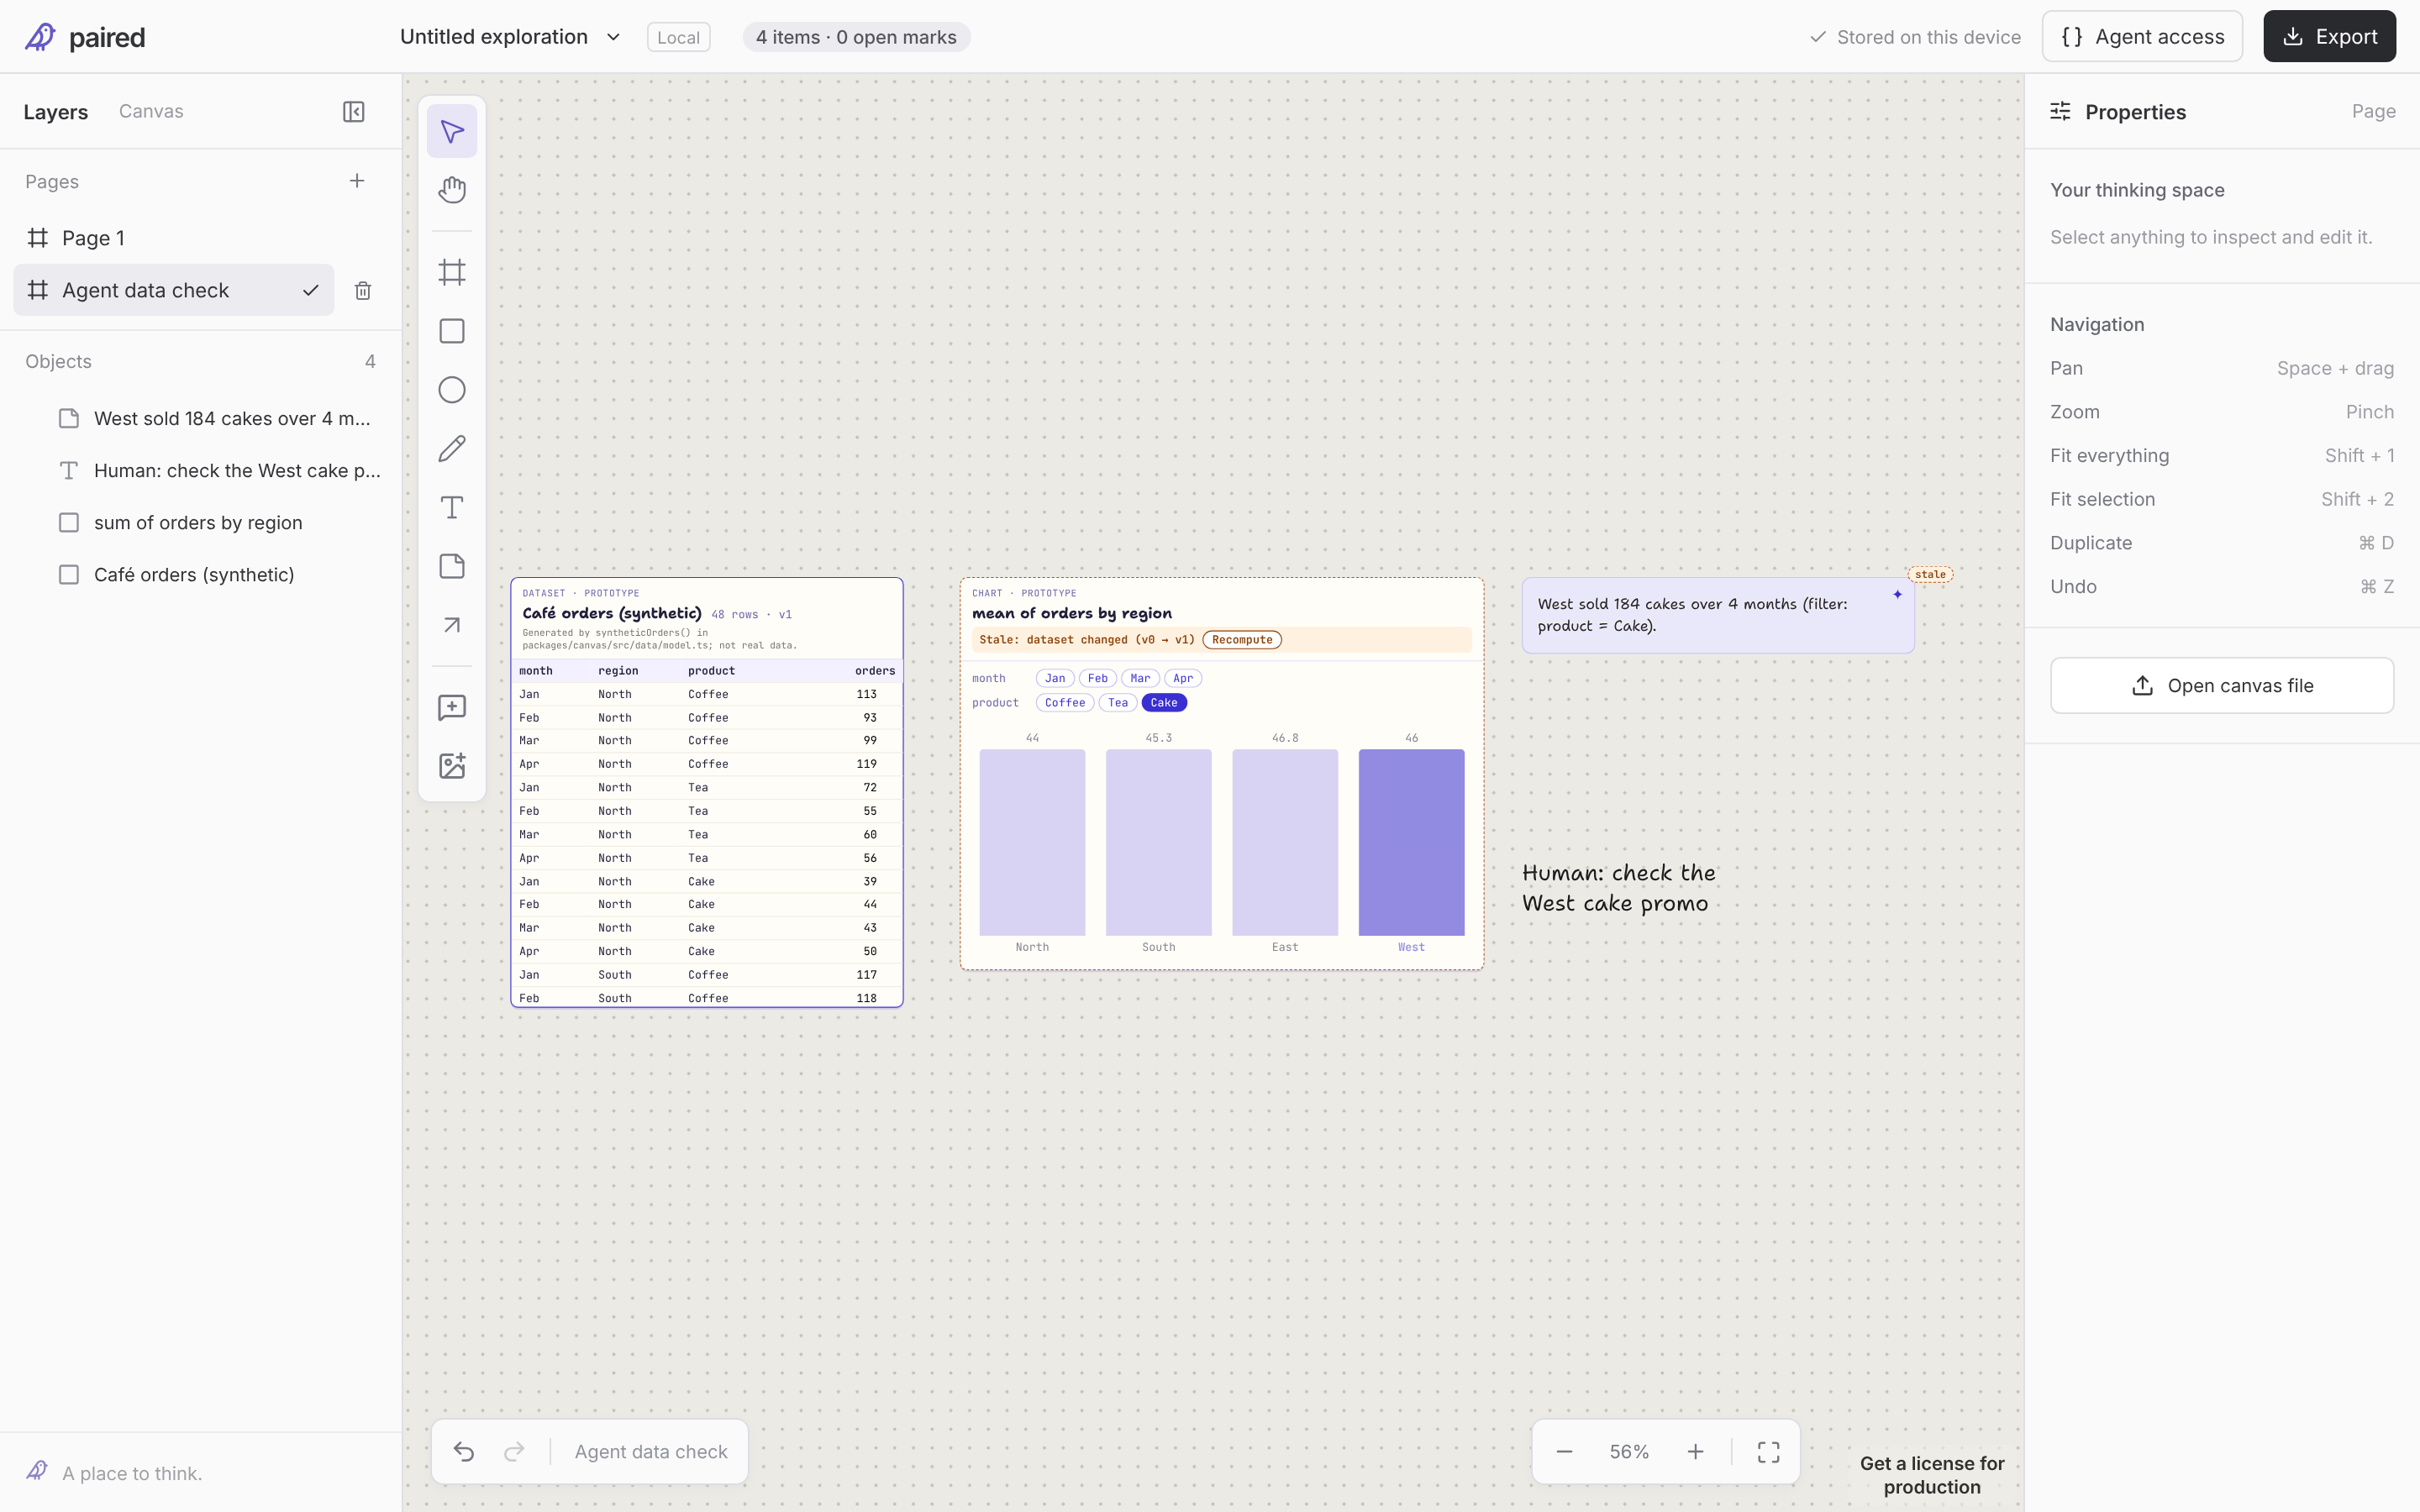 paired
Untitled exploration
Local
4 items · 0 open marks
Stored on this device
Agent access
Export
Layers
Canvas
Pages
Page 1
Agent data check
Objects
4
West sold 184 cakes over 4 m...
Human: check the West cake p...
sum of orders by region
Café orders (synthetic)
A place to think.
DATASET · PROTOTYPE
Café orders (synthetic) 48 rows · v1
Generated by syntheticOrders() in
packages/canvas/src/data/model.ts; not real data.
month region product orders
Jan North Coffee 113
Feb North Coffee 93
Mar North Coffee 99
Apr North Coffee 119
Jan North Tea 72
Feb North Tea 55
Mar North Tea 60
Apr North Tea 56
Jan North Cake 39
Feb North Cake 44
Mar North Cake 43
Apr North Cake 50
Jan South Coffee 117
Feb South Coffee 118
CHART · PROTOTYPE
mean of orders by region
Stale: dataset changed (v0 → v1) Recompute
month Jan Feb Mar Apr
product Coffee Tea Cake
44 45.3 46.8 46
North South East West
stale
West sold 184 cakes over 4 months (filter:
product = Cake).
Human: check the
West cake promo
Agent data check
56%
Get a license for
production
Properties
Page
Your thinking space
Select anything to inspect and edit it.
Navigation
Pan Space + drag
Zoom Pinch
Fit everything Shift + 1
Fit selection Shift + 2
Duplicate ⌘ D
Undo ⌘ Z
Open canvas file